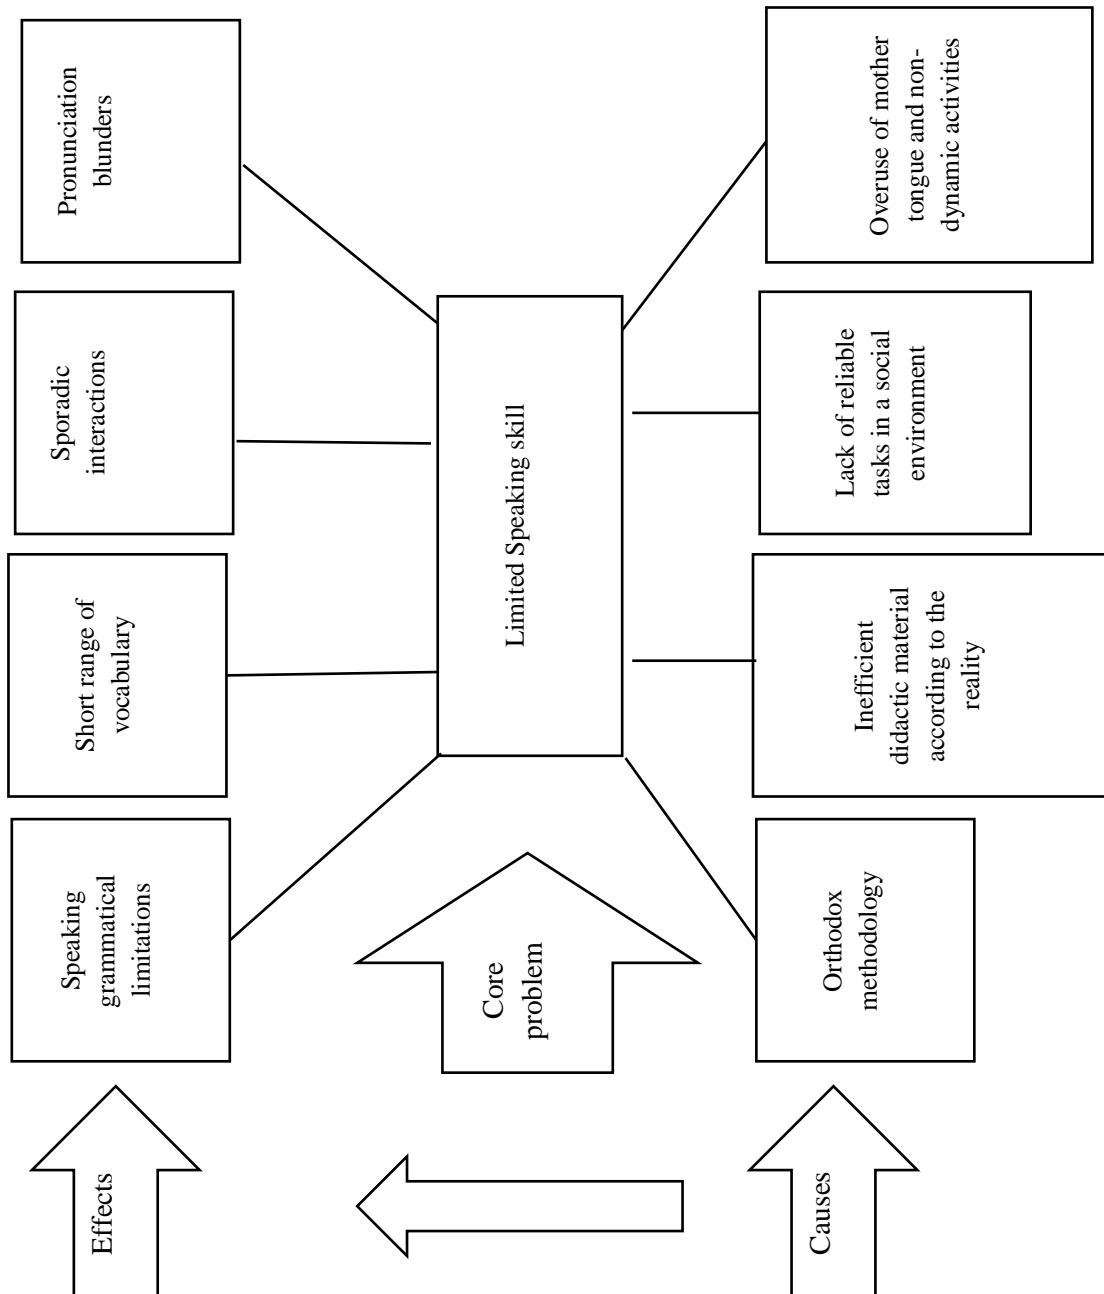 Effects
Speaking
grammatical
limitations
Short range of
vocabulary
Sporadic
interactions
Pronunciation
blunders
Core
problem
Limited Speaking skill
Causes
Orthodox
methodology
Inefficient
didactic material
according to the
reality
Lack of reliable
tasks in a social
environment
Overuse of mother
tongue and non-
dynamic activities